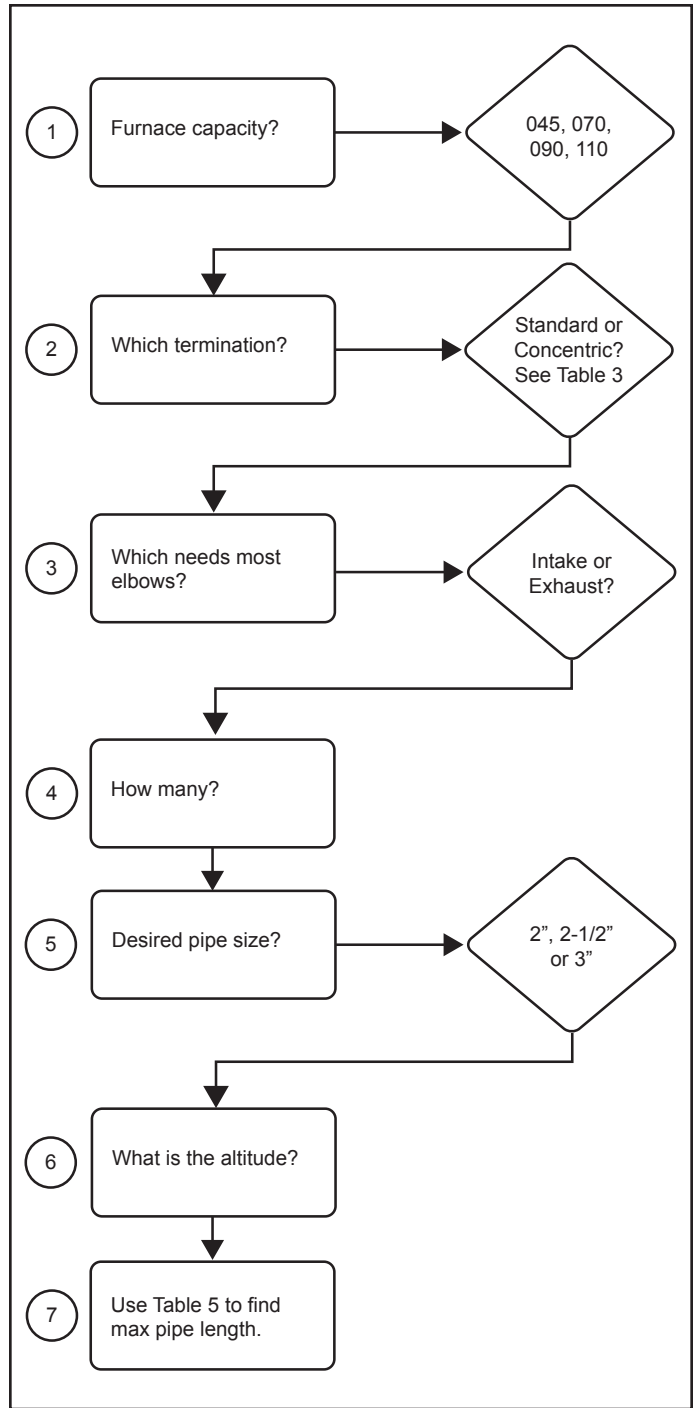 1
Furnace capacity?
045, 070,
090, 110
2
Which termination?
Standard or
Concentric?
See Table 3
3
Which needs most
elbows?
Intake or
Exhaust?
4
How many?
5
Desired pipe size?
2”, 2-1/2”
or 3”
6
What is the altitude?
7
Use Table 5 to find
max pipe length.